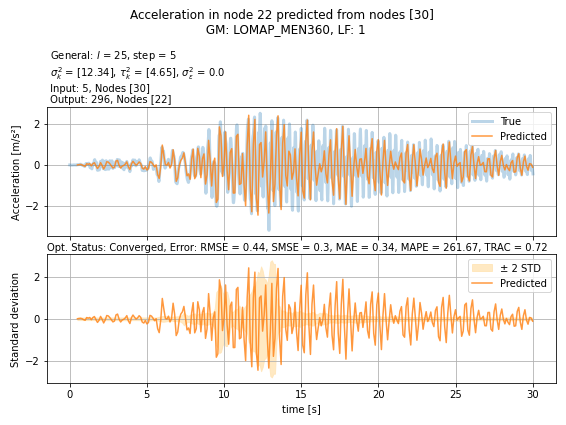 Acceleration in node 22 predicted from nodes [30]
GM: LOMAP_MEN360, LF: 1
General: l = 25, step = 5
σ²ₖ = [12.34], τ²ₖ = [4.65], σ²ε = 0.0
Input: 5, Nodes [30]
Output: 296, Nodes [22]
Acceleration [m/s²]
2
0
−2
True
Predicted
Opt. Status: Converged, Error: RMSE = 0.44, SMSE = 0.3, MAE = 0.34, MAPE = 261.67, TRAC = 0.72
Standard deviation
2
0
−2
± 2 STD
Predicted
0 5 10 15 20 25 30
time [s]